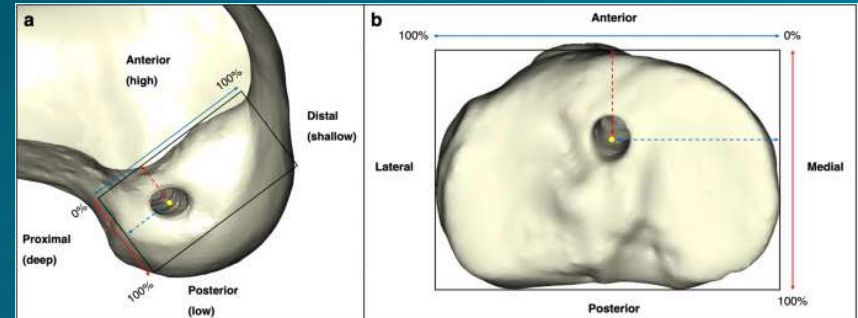 a
Anterior
(high)
100%
Distal
(shallow)
0%
Proximal
(deep)
100%
Posterior
(low)
b
Anterior
100%
0%
Lateral
Medial
Posterior
100%